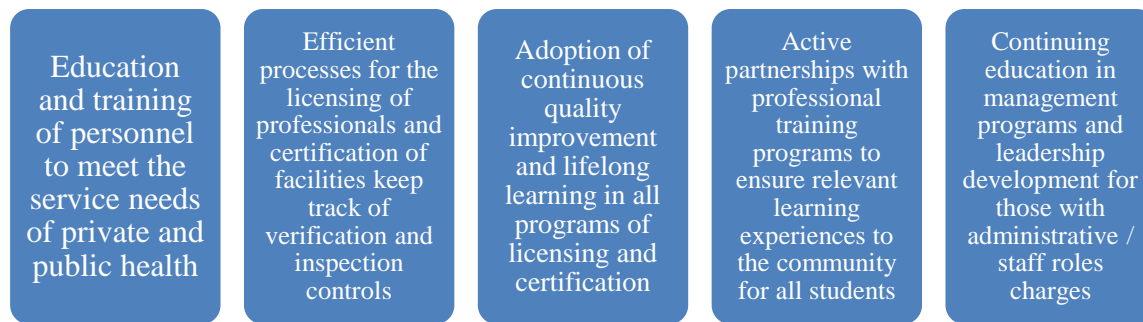 Education
and training
of personnel
to meet the
service needs
of private and
public health
Efficient
processes for the
licensing of
professionals and
certification of
facilities keep
track of
verification and
inspection
controls
Adoption of
continuous
quality
improvement
and lifelong
learning in all
programs of
licensing and
certification
Active
partnerships with
professional
training
programs to
ensure relevant
learning
experiences to
the community
for all students
Continuing
education in
management
programs and
leadership
development for
those with
administrative /
staff roles
charges